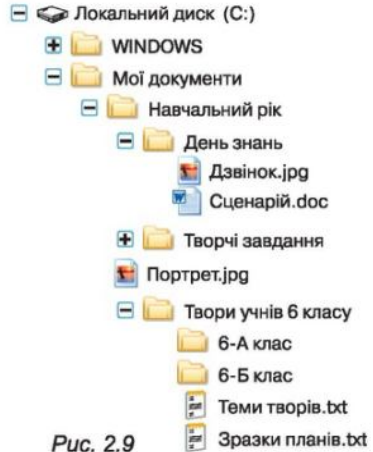 Локальний диск (C:)
WINDOWS
Мої документи
Навчальний рік
День знань
Дзвінок.jpg
Сценарій.doc
Творчі завдання
Портрет.jpg
Твори учнів 6 класу
6-А клас
6-Б клас
Теми творів.txt
Зразки планів.txt
Рис. 2.9